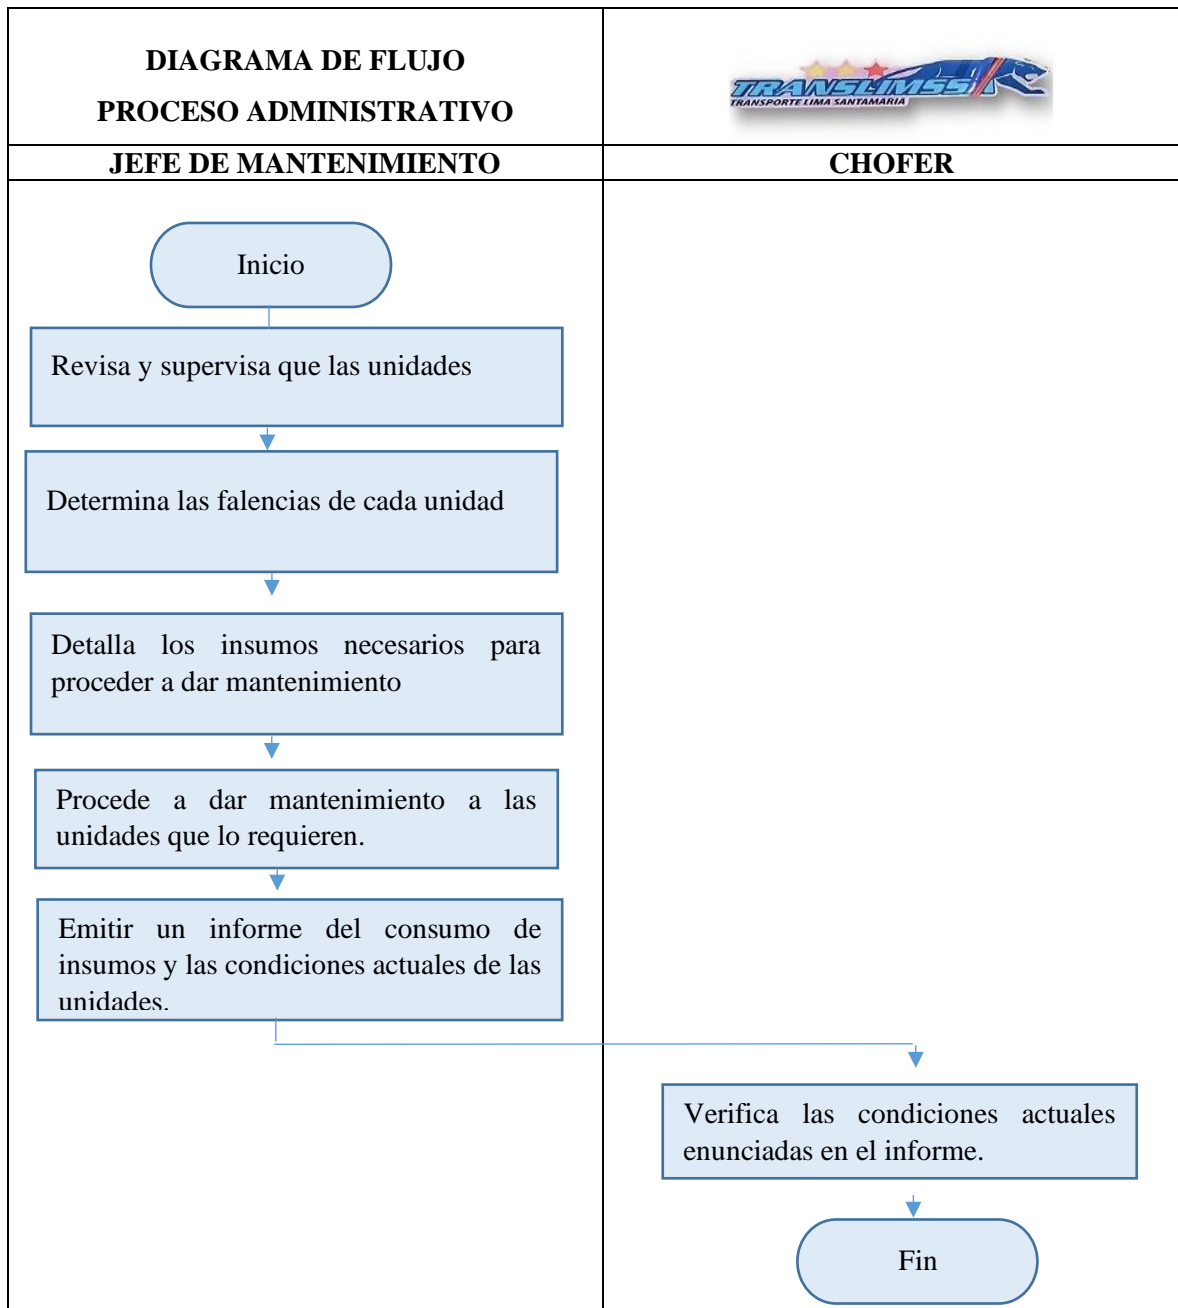 DIAGRAMA DE FLUJO
PROCESO ADMINISTRATIVO
TRANSLIMSS
TRANSPORTE LIMA SANTAMARIA
JEFE DE MANTENIMIENTO
CHOFER
Inicio
Revisa y supervisa que las unidades
Determina las falencias de cada unidad
Detalla los insumos necesarios para
proceder a dar mantenimiento
Procede a dar mantenimiento a las
unidades que lo requieren.
Emitir un informe del consumo de
insumos y las condiciones actuales de las
unidades.
Verifica las condiciones actuales
enunciadas en el informe.
Fin